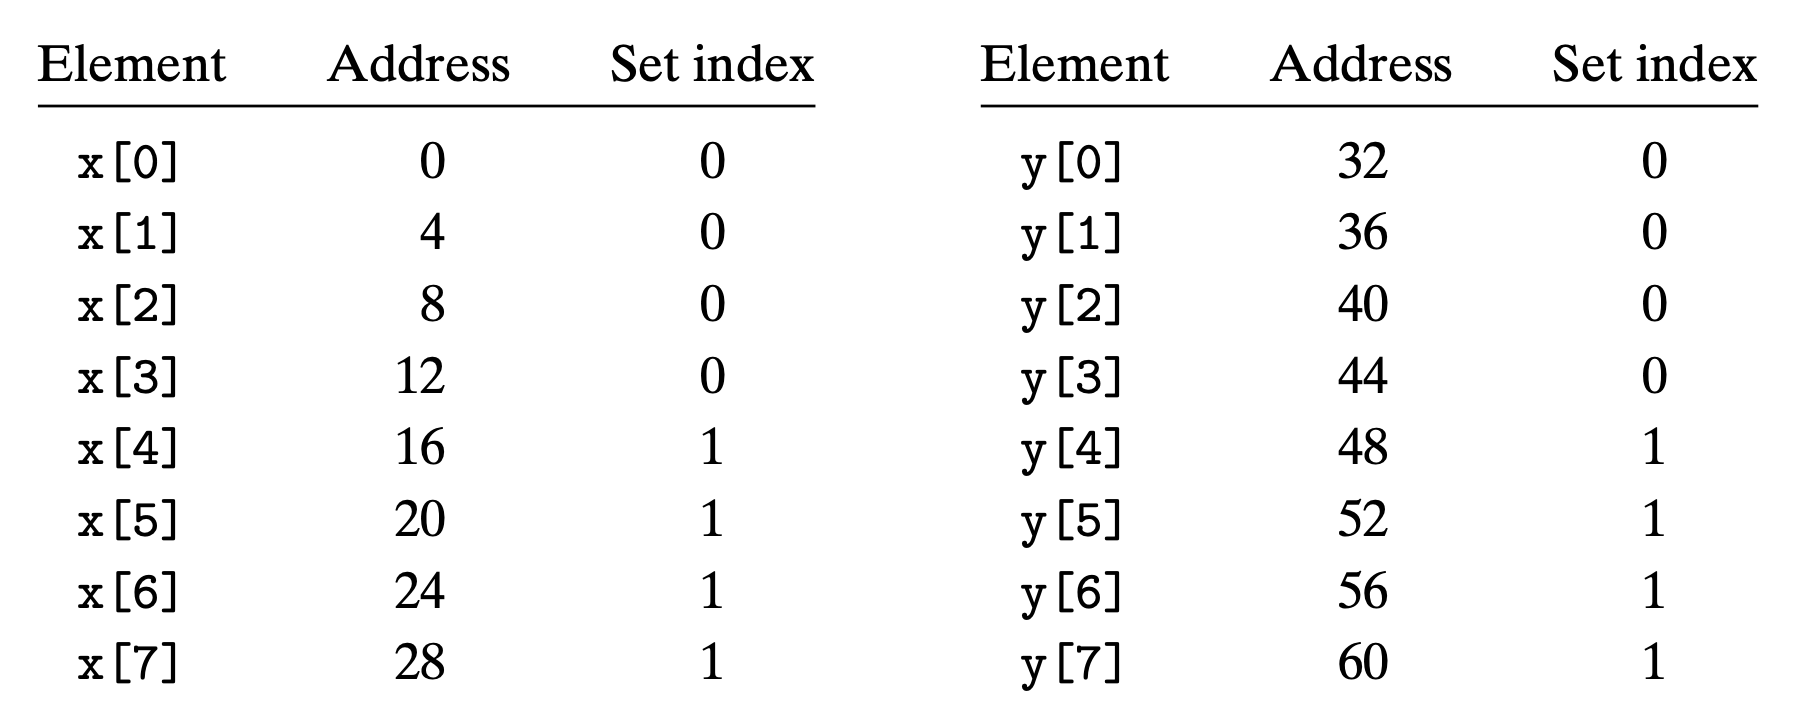 Element Address Set index Element Address Set index
x[0] 0 0 y[0] 32 0
x[1] 4 0 y[1] 36 0
x[2] 8 0 y[2] 40 0
x[3] 12 0 y[3] 44 0
x[4] 16 1 y[4] 48 1
x[5] 20 1 y[5] 52 1
x[6] 24 1 y[6] 56 1
x[7] 28 1 y[7] 60 1